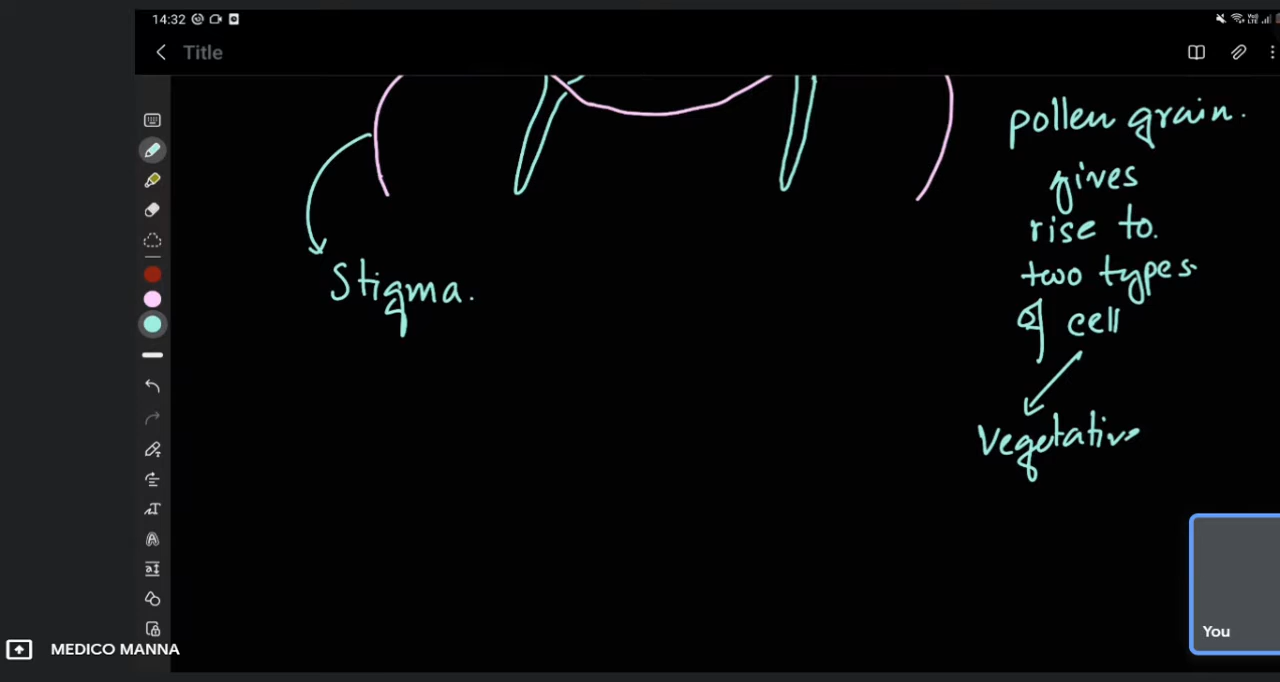 14:32
Title
pollen grain.
gives
rise to.
two types
of cell
Stigma.
Vegetative
You
MEDICO MANNA